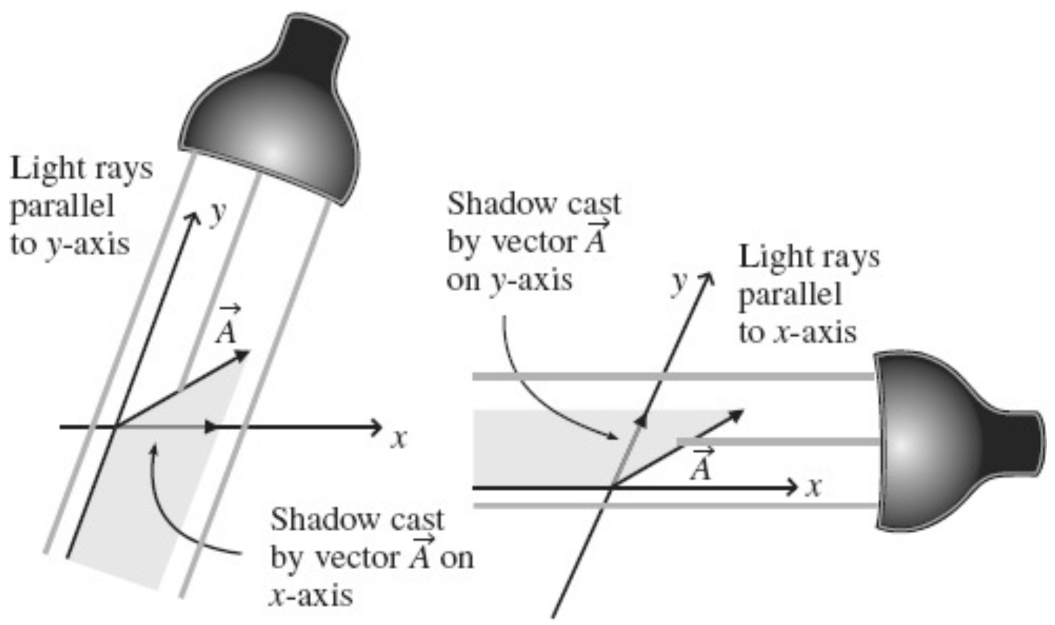 Light rays
parallel
to y-axis
y
A⃗
x
Shadow cast
by vector A⃗ on
x-axis
Shadow cast
by vector A⃗
on y-axis
y
Light rays
parallel
to x-axis
A⃗
x